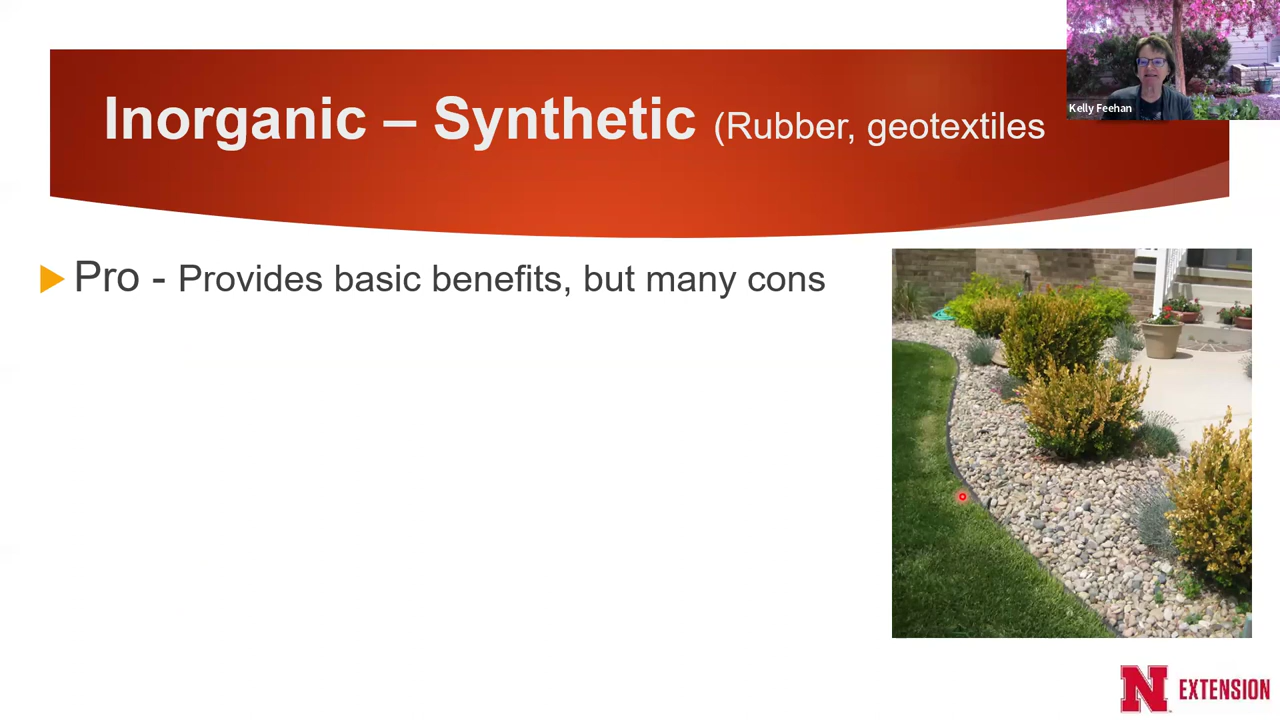 Kelly Feehan
Inorganic – Synthetic (Rubber, geotextiles
Pro - Provides basic benefits, but many cons
N EXTENSION